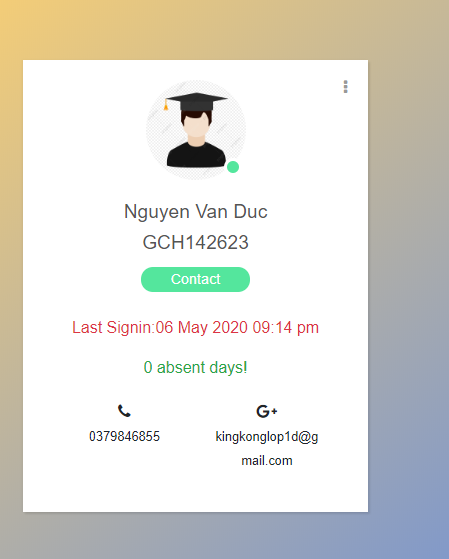 Nguyen Van Duc
GCH142623
Contact
Last Signin:06 May 2020 09:14 pm
0 absent days!
G+
0379846855
kingkonglop1d@g
mail.com